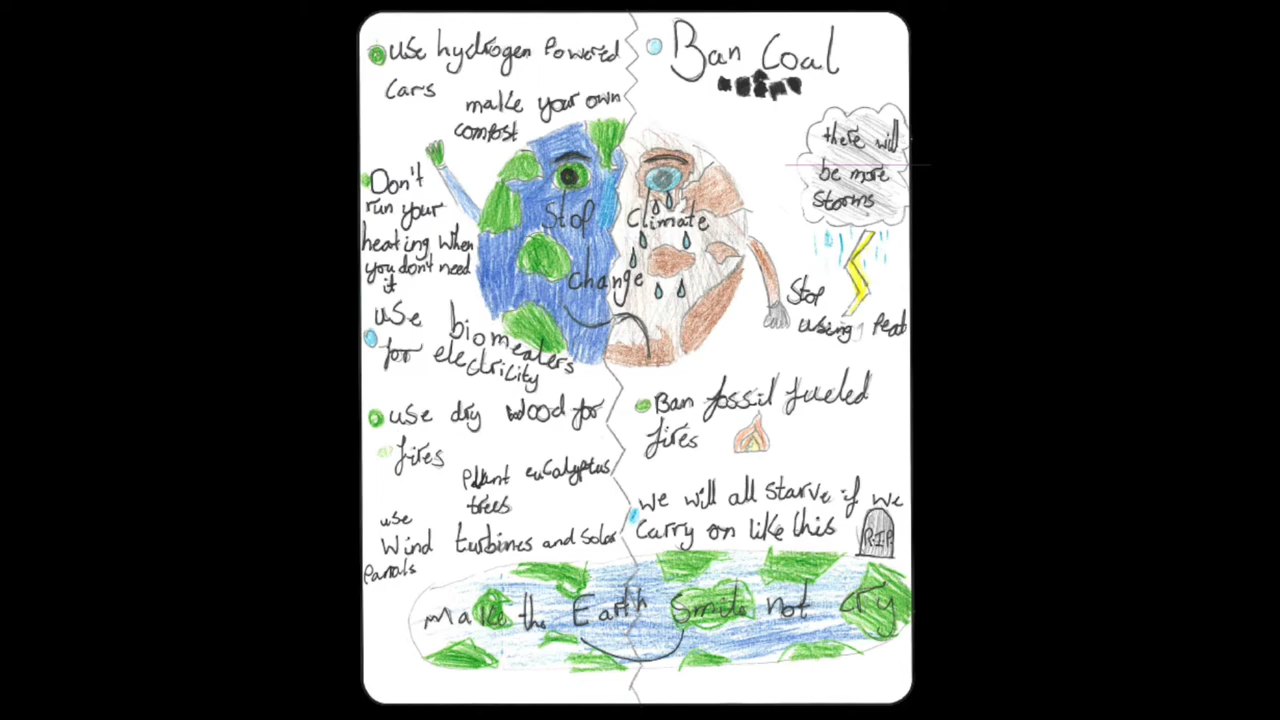 use hydrogen powered
cars
make your own
compost
Don't
run your
heating when
you don't need
it
use biomealers
for electricity
use dry wood for
fires
Plant eucalyptus
trees
use
wind turbines and solar
Panals
Ban Coal
there will
be more
storms
Stop Climate
change
Stop
using Peat
Ban fossil fueled
fires
we will all starve if we
carry on like this
R.I.P
make the Earth Smile not cry